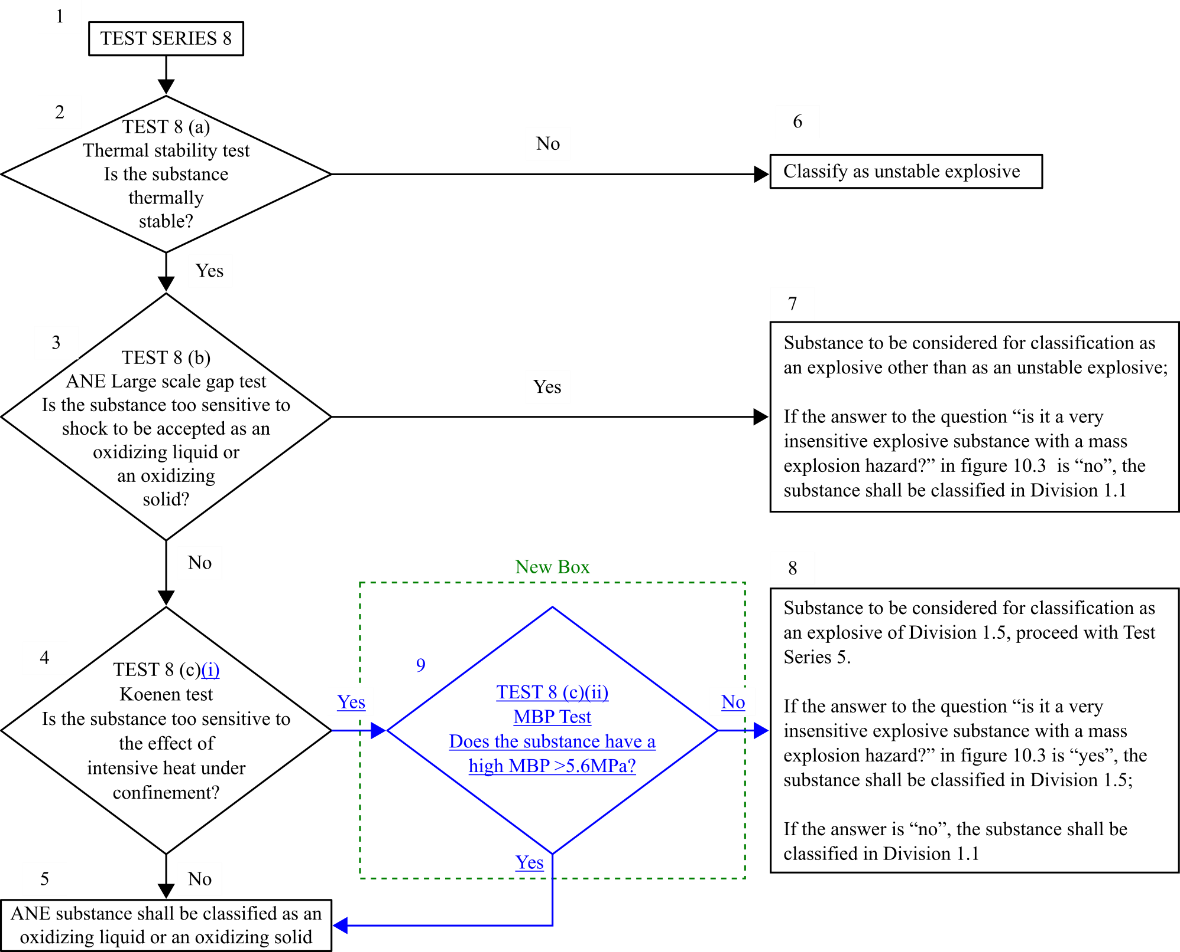 1
TEST SERIES 8
2
TEST 8 (a)
Thermal stability test
Is the substance
thermally
stable?
No
6
Classify as unstable explosive
Yes
3
TEST 8 (b)
ANE Large scale gap test
Is the substance too sensitive to
shock to be accepted as an
oxidizing liquid or
an oxidizing
solid?
Yes
7
Substance to be considered for classification as
an explosive other than as an unstable explosive;
If the answer to the question “is it a very
insensitive explosive substance with a mass
explosion hazard?” in figure 10.3 is “no”, the
substance shall be classified in Division 1.1
No
4
TEST 8 (c)(i)
Koenen test
Is the substance too sensitive to
the effect of
intensive heat under
confinement?
Yes
New Box
9
TEST 8 (c)(ii)
MBP Test
Does the substance have a
high MBP >5.6MPa?
No
8
Substance to be considered for classification as
an explosive of Division 1.5, proceed with Test
Series 5.
If the answer to the question “is it a very
insensitive explosive substance with a mass
explosion hazard?” in figure 10.3 is “yes”, the
substance shall be classified in Division 1.5;
If the answer is “no”, the substance shall be
classified in Division 1.1
Yes
No
5
ANE substance shall be classified as an
oxidizing liquid or an oxidizing solid